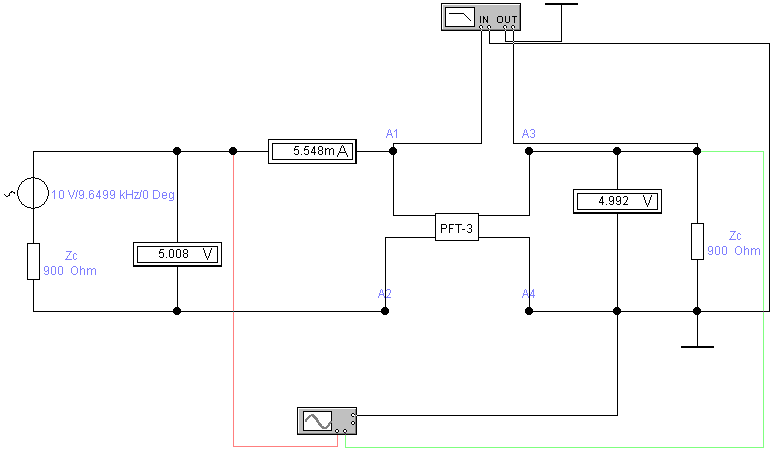 IN OUT
A1
A3
5.548m A
10 V/9.6499 kHz/0 Deg
4.992 V
PFT-3
Zc
900 Ohm
5.008 V
Zc
900 Ohm
A2
A4